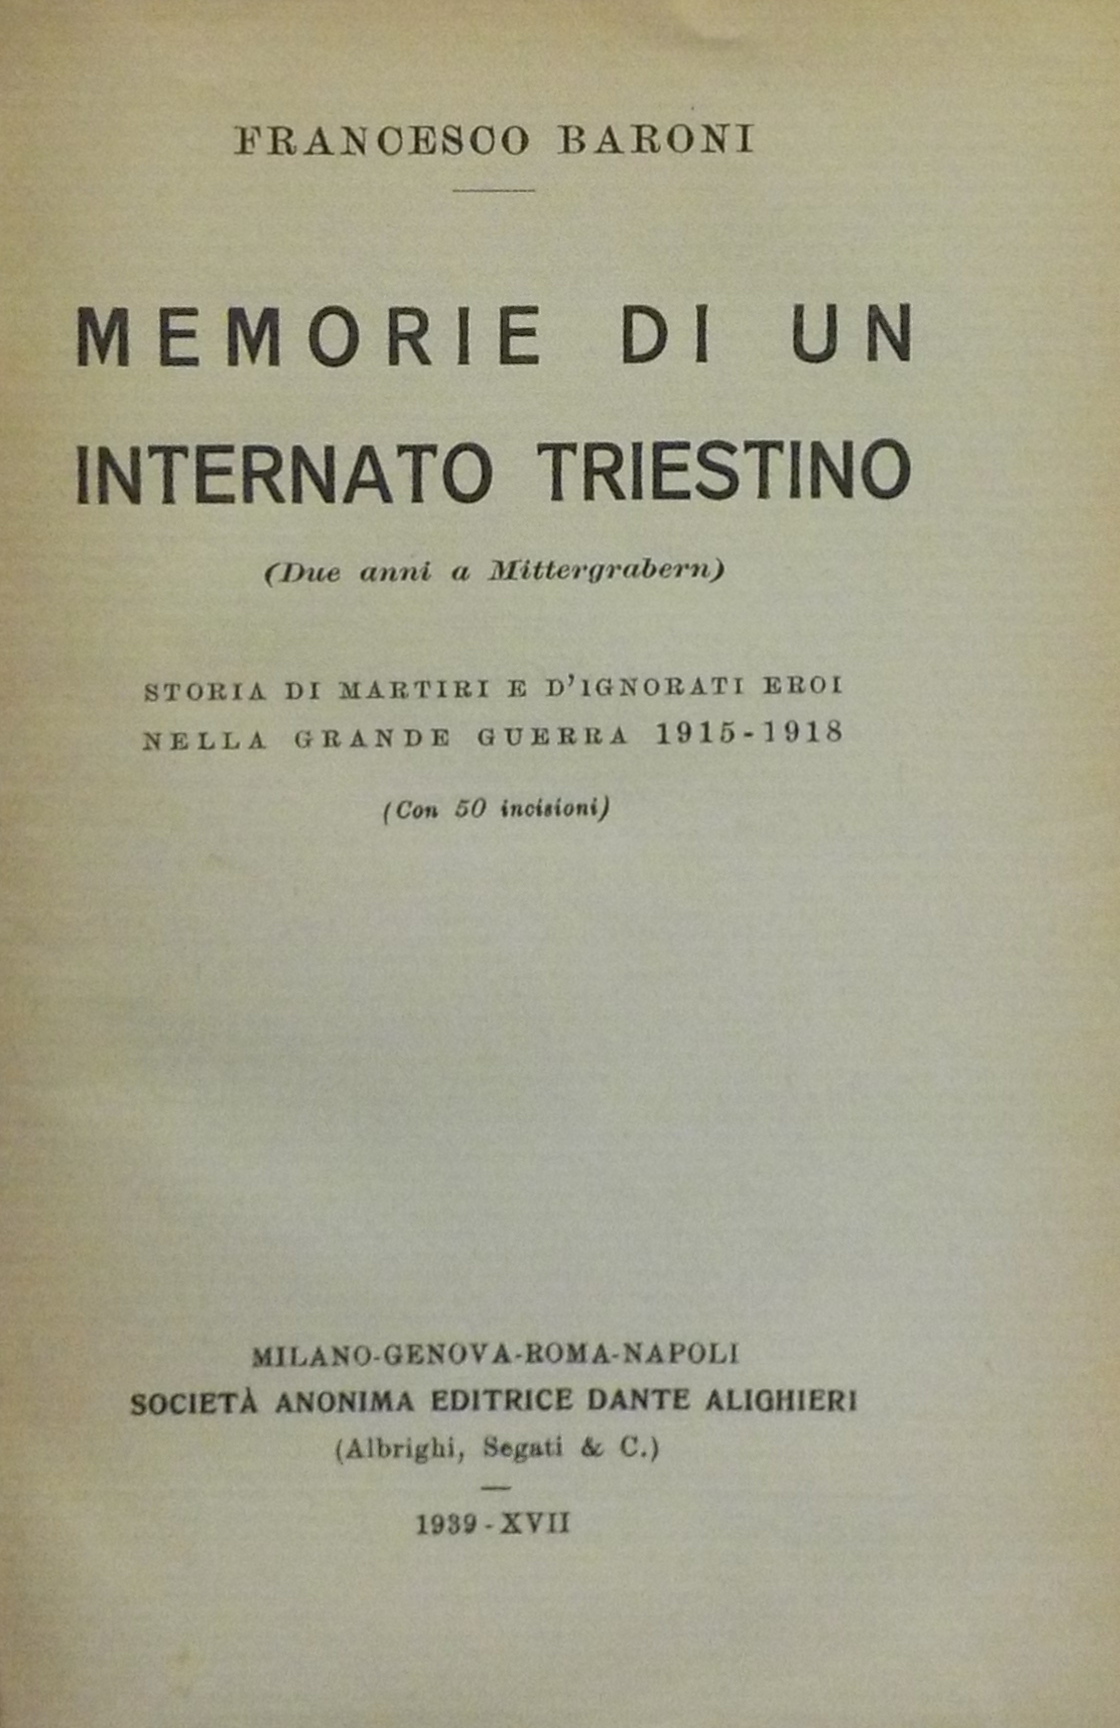 FRANCESCO BARONI
MEMORIE DI UN
INTERNATO TRIESTINO
(Due anni a Mittergrabern)
STORIA DI MARTIRI E D'IGNORATI EROI
NELLA GRANDE GUERRA 1915-1918
(Con 50 incisioni)
MILANO-GENOVA-ROMA-NAPOLI
SOCIETÀ ANONIMA EDITRICE DANTE ALIGHIERI
(Albrighi, Segati & C.)
1939-XVII